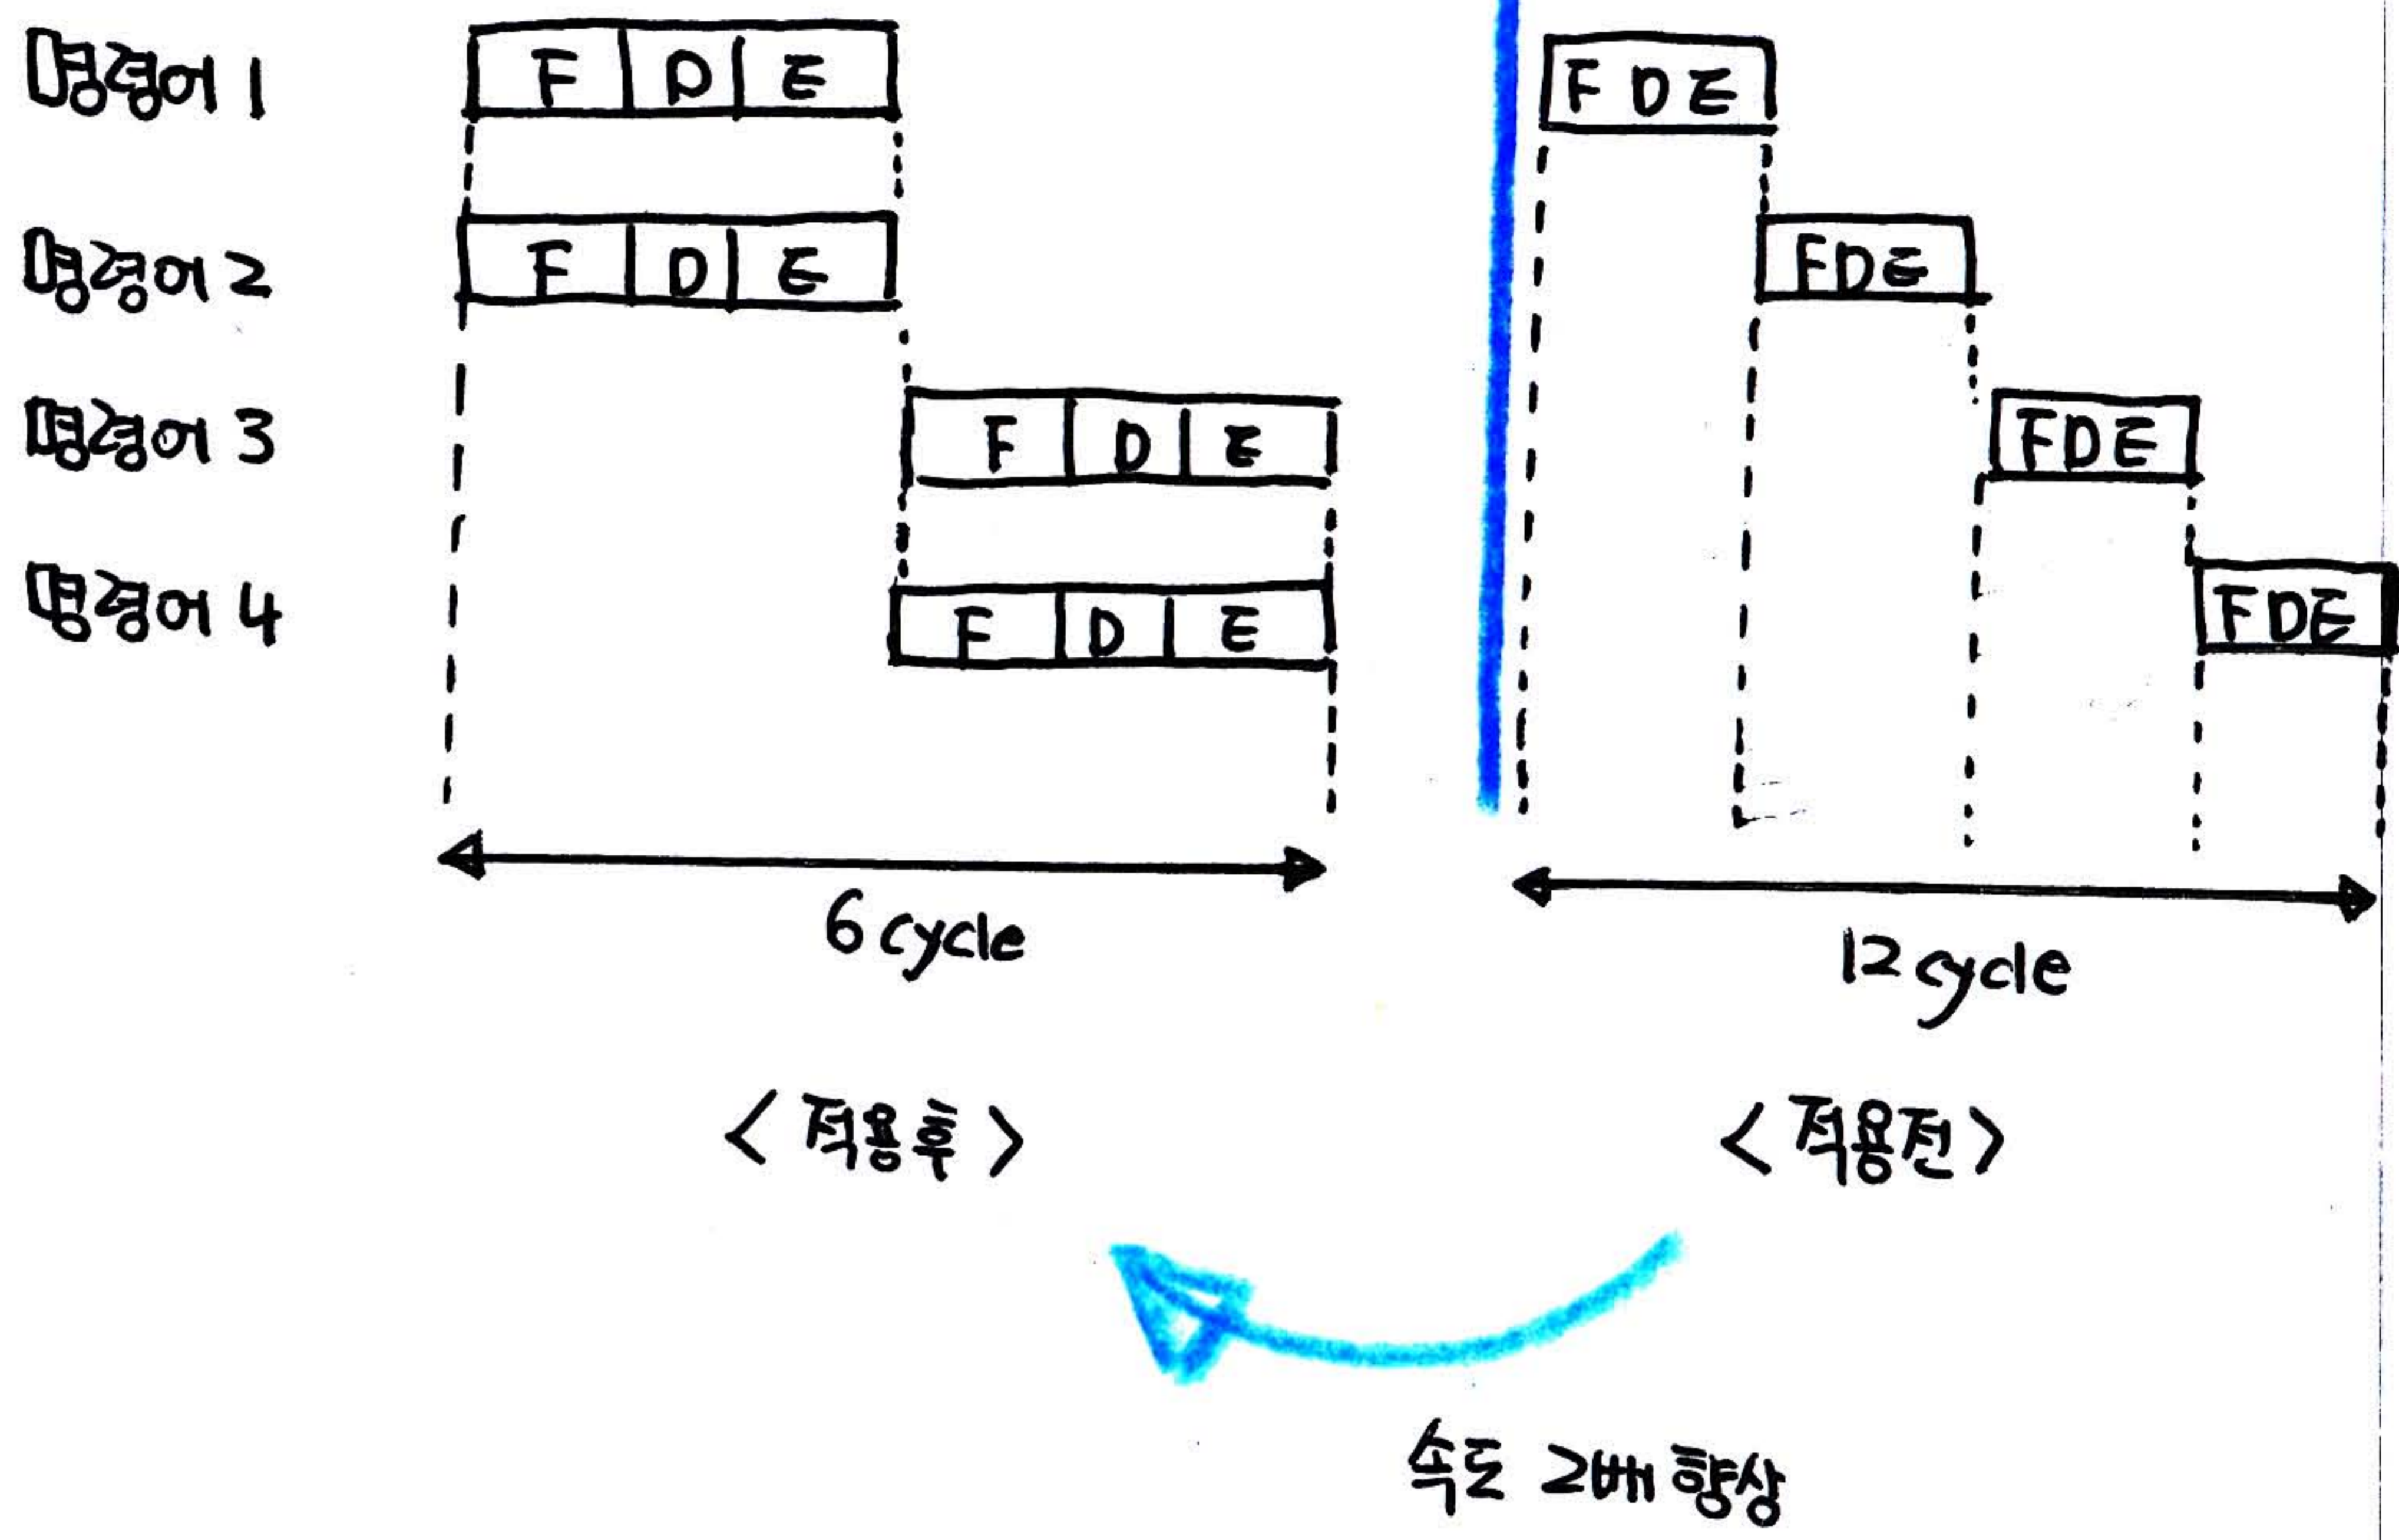 명령어 1 F D E F D E
명령어 2 F D E F D E
명령어 3 F D E F D E
명령어 4 F D E F D E
6 cycle 12 cycle
<적용후> <적용전>
속도 2배 향상